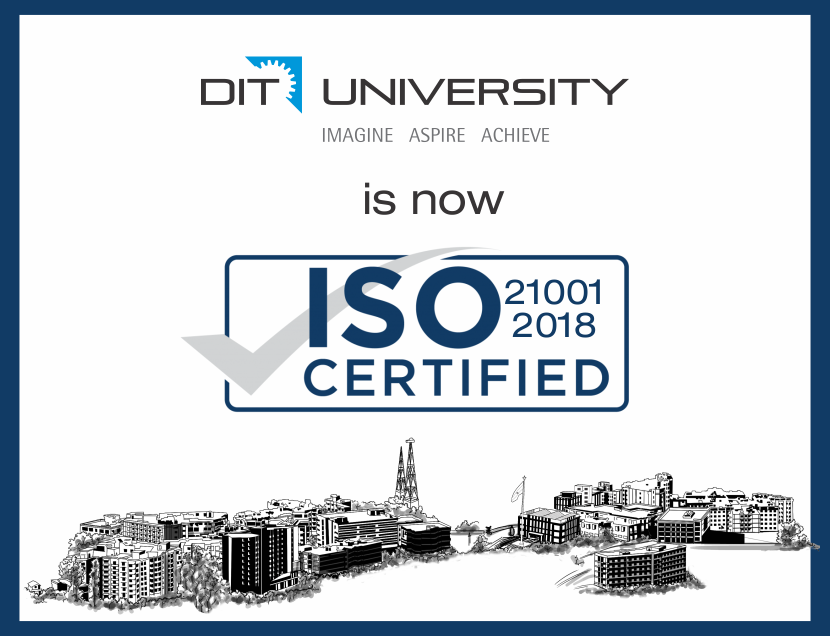 DIT UNIVERSITY
IMAGINE ASPIRE ACHIEVE
is now
ISO 21001
2018
CERTIFIED